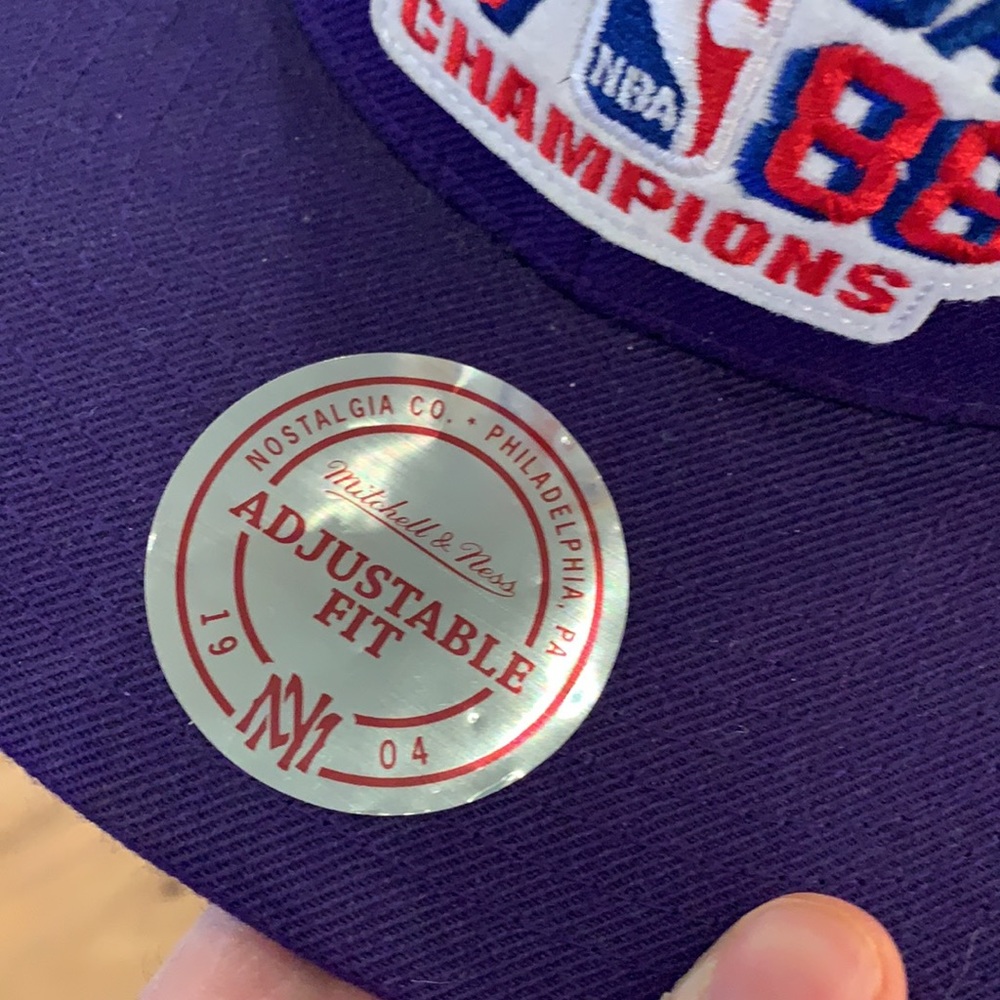 NBA
88
CHAMPIONS
NOSTALGIA CO. • PHILADELPHIA, PA
Mitchell & Ness
ADJUSTABLE
FIT
19 04